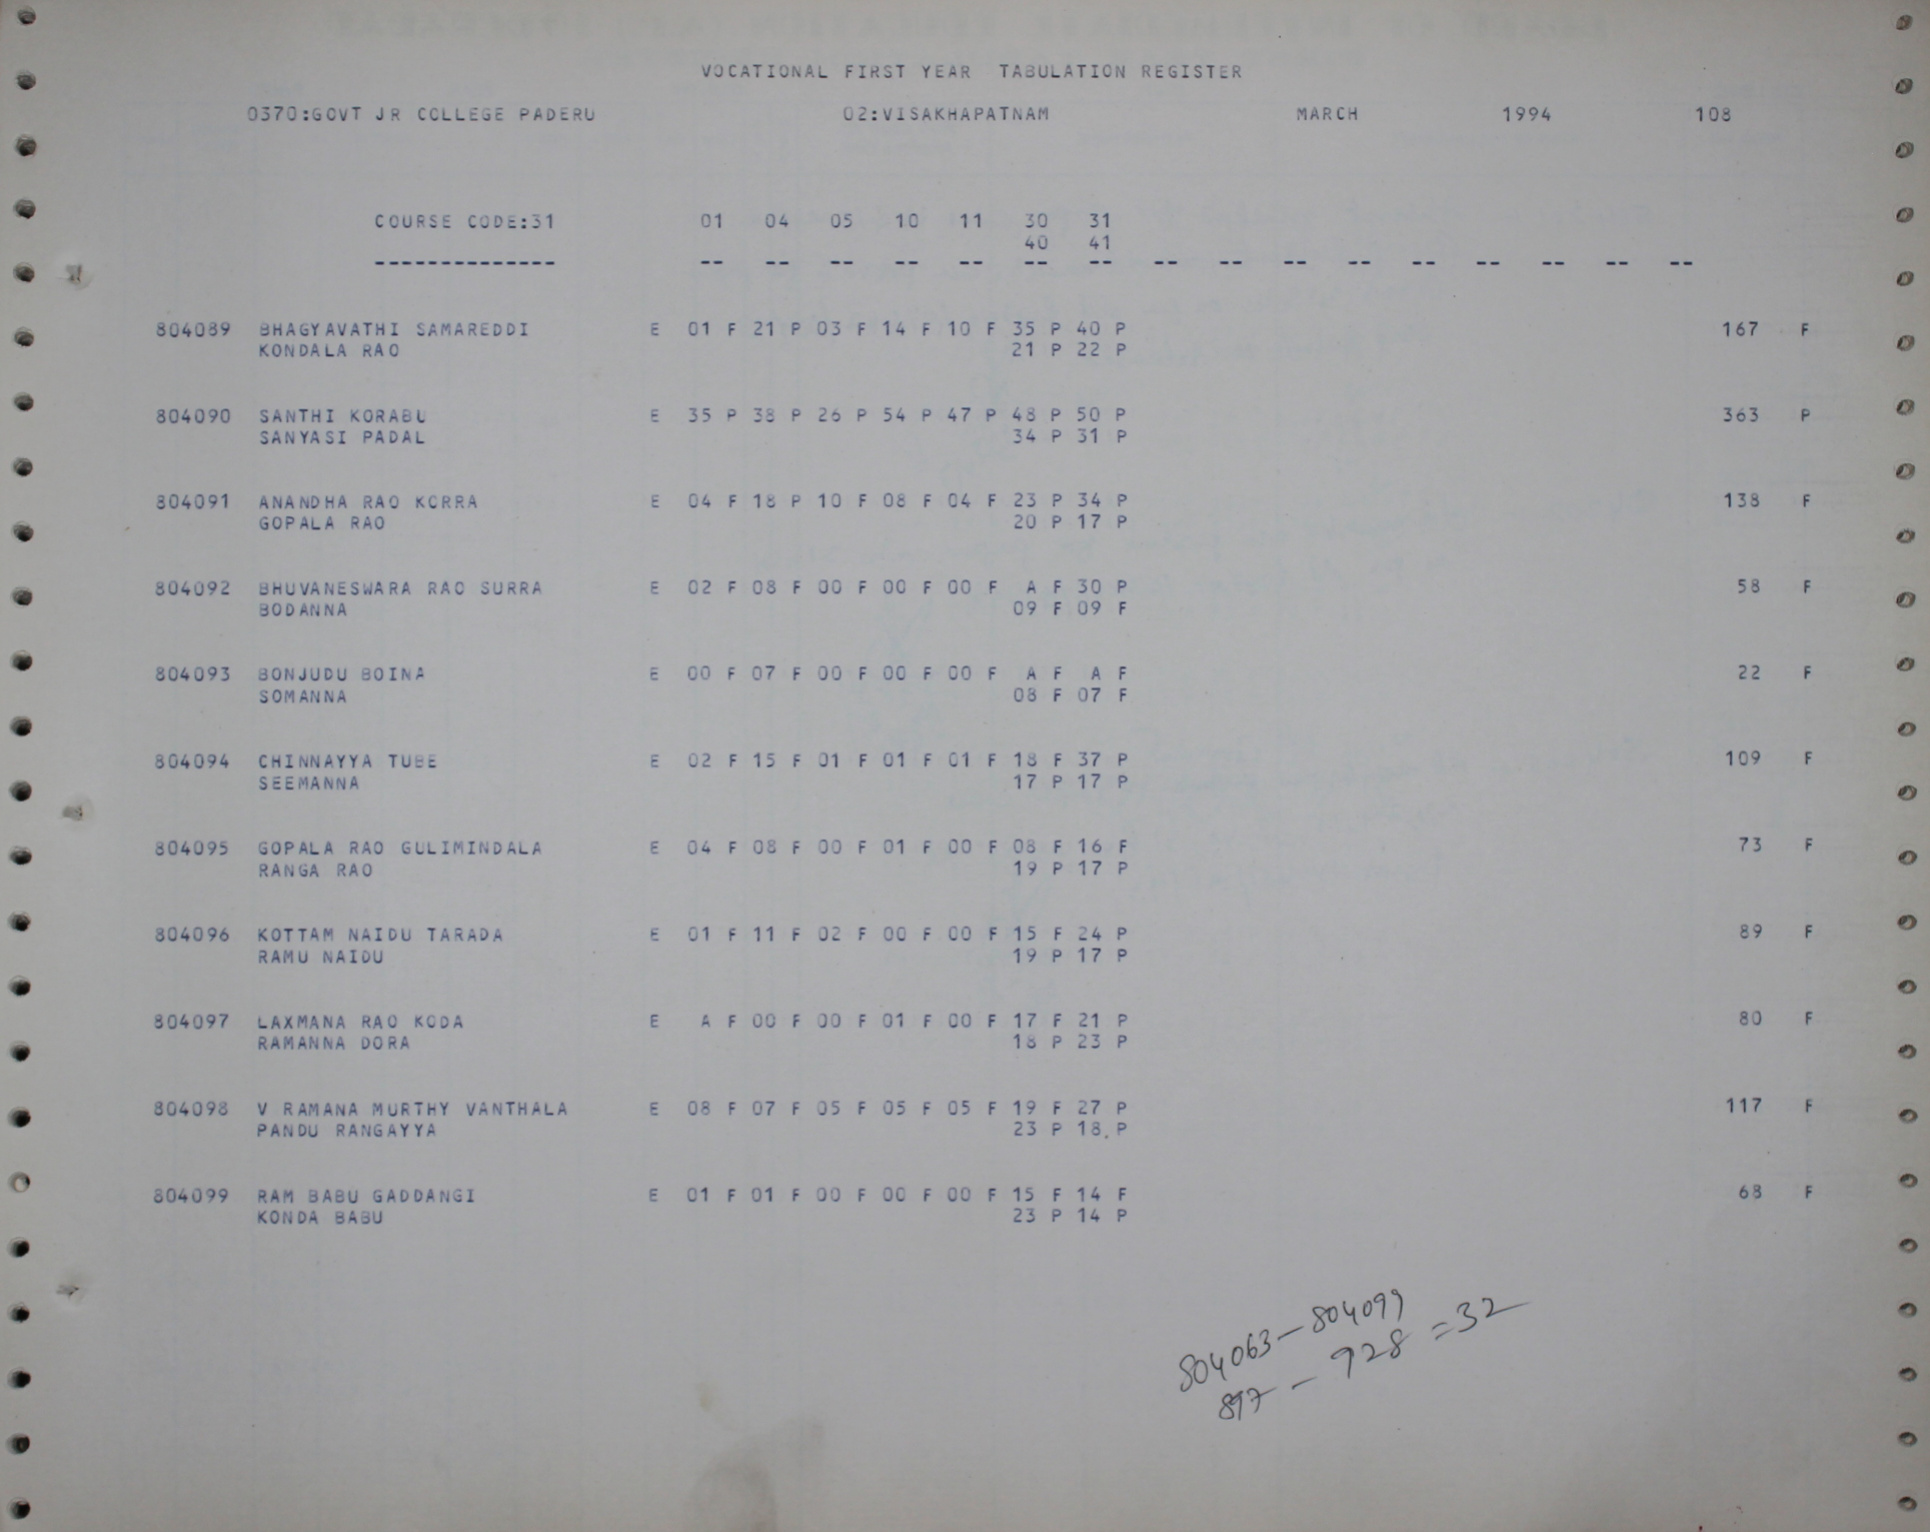 VOCATIONAL FIRST YEAR TABULATION REGISTER
0370:GOVT JR COLLEGE PADERU 02:VISAKHAPATNAM MARCH 1994 108
COURSE CODE:31 01 04 05 10 11 30 31
40 41
-------------- -- -- -- -- -- -- -- -- -- -- -- -- -- -- -- --
804089 BHAGYAVATHI SAMAREDDI E 01 F 21 P 03 F 14 F 10 F 35 P 40 P 167 F
KONDALA RAO 21 P 22 P
804090 SANTHI KORABU E 35 P 38 P 26 P 54 P 47 P 48 P 50 P 363 P
SANYASI PADAL 34 P 31 P
804091 ANANDHA RAO KORRA E 04 F 18 P 10 F 08 F 04 F 23 P 34 P 138 F
GOPALA RAO 20 P 17 P
804092 BHUVANESWARA RAO SURRA E 02 F 08 F 00 F 00 F 00 F A F 30 P 58 F
BODANNA 09 F 09 F
804093 BONJUDU BOINA E 00 F 07 F 00 F 00 F 00 F A F A F 22 F
SOMANNA 08 F 07 F
804094 CHINNAYYA TUBE E 02 F 15 F 01 F 01 F 01 F 18 F 37 P 109 F
SEEMANNA 17 P 17 P
804095 GOPALA RAO GULIMINDALA E 04 F 08 F 00 F 01 F 00 F 08 F 16 F 73 F
RANGA RAO 19 P 17 P
804096 KOTTAM NAIDU TARADA E 01 F 11 F 02 F 00 F 00 F 15 F 24 P 89 F
RAMU NAIDU 19 P 17 P
804097 LAXMANA RAO KODA E A F 00 F 00 F 01 F 00 F 17 F 21 P 80 F
RAMANNA DORA 18 P 23 P
804098 V RAMANA MURTHY VANTHALA E 08 F 07 F 05 F 05 F 05 F 19 F 27 P 117 F
PANDU RANGAYYA 23 P 18 P
804099 RAM BABU GADDANGI E 01 F 01 F 00 F 00 F 00 F 15 F 14 F 68 F
KONDA BABU 23 P 14 P
804063-804099
897 - 928 = 32